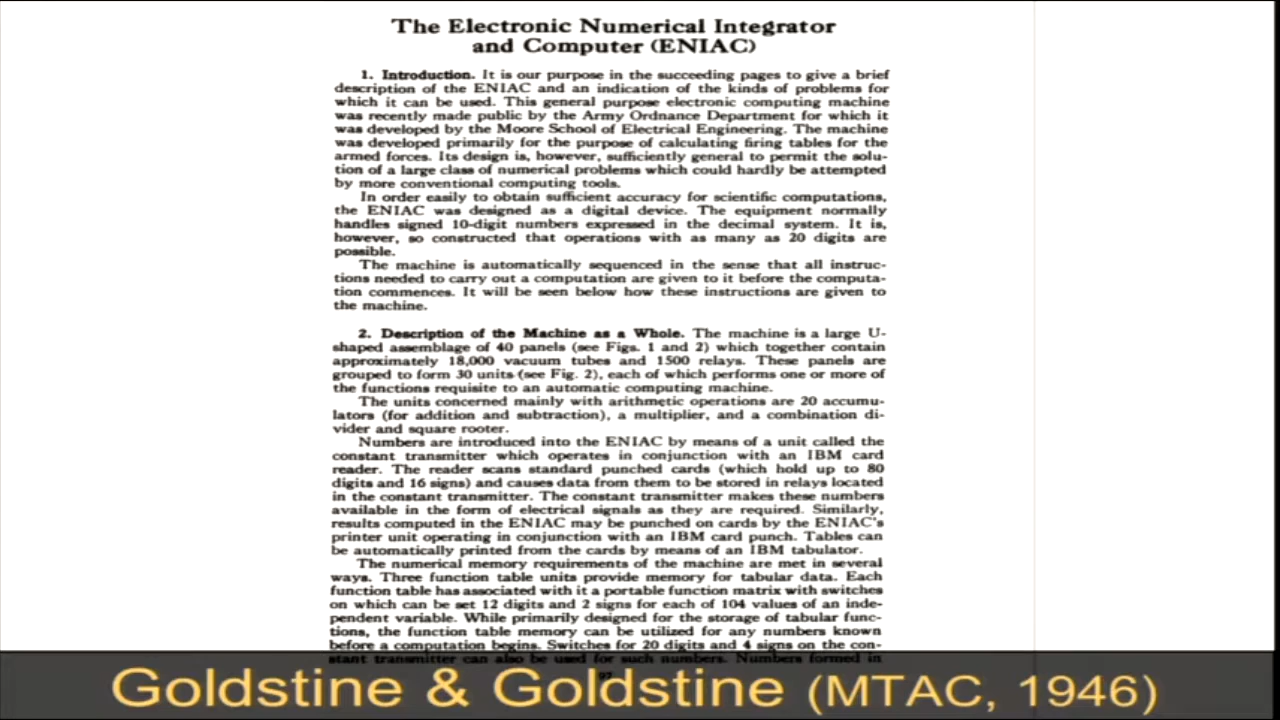 The Electronic Numerical Integrator
and Computer (ENIAC)
1. Introduction. It is our purpose in the succeeding pages to give a brief
description of the ENIAC and an indication of the kinds of problems for
which it can be used. This general purpose electronic computing machine
was recently made public by the Army Ordnance Department for which it
was developed by the Moore School of Electrical Engineering. The machine
was developed primarily for the purpose of calculating firing tables for the
armed forces. Its design is, however, sufficiently general to permit the solu-
tion of a large class of numerical problems which could hardly be attempted
by more conventional computing tools.
In order easily to obtain sufficient accuracy for scientific computations,
the ENIAC was designed as a digital device. The equipment normally
handles signed 10-digit numbers expressed in the decimal system. It is,
however, so constructed that operations with as many as 20 digits are
possible.
The machine is automatically sequenced in the sense that all instruc-
tions needed to carry out a computation are given to it before the computa-
tion commences. It will be seen below how these instructions are given to
the machine.
2. Description of the Machine as a Whole. The machine is a large U-
shaped assemblage of 40 panels (see Figs. 1 and 2) which together contain
approximately 18,000 vacuum tubes and 1500 relays. These panels are
grouped to form 30 units (see Fig. 2), each of which performs one or more of
the functions requisite to an automatic computing machine.
The units concerned mainly with arithmetic operations are 20 accumu-
lators (for addition and subtraction), a multiplier, and a combination di-
vider and square rooter.
Numbers are introduced into the ENIAC by means of a unit called the
constant transmitter which operates in conjunction with an IBM card
reader. The reader scans standard punched cards (which hold up to 80
digits and 16 signs) and causes data from them to be stored in relays located
in the constant transmitter. The constant transmitter makes these numbers
available in the form of electrical signals as they are required. Similarly,
results computed in the ENIAC may be punched on cards by the ENIAC's
printer unit operating in conjunction with an IBM card punch. Tables can
be automatically printed from the cards by means of an IBM tabulator.
The numerical memory requirements of the machine are met in several
ways. Three function table units provide memory for tabular data. Each
function table has associated with it a portable function matrix with switches
on which can be set 12 digits and 2 signs for each of 104 values of an inde-
pendent variable. While primarily designed for the storage of tabular func-
tions, the function table memory can be utilized for any numbers known
before a computation begins. Switches for 20 digits and 4 signs on the con-
stant transmitter can also be used for such numbers. Numbers formed in
97
Goldstine & Goldstine (MTAC, 1946)